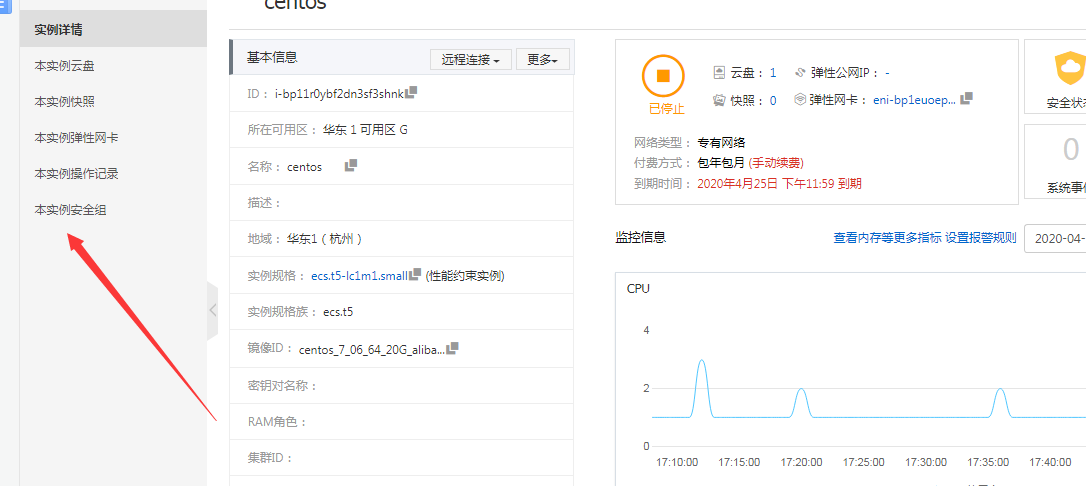 centos
实例详情
本实例云盘
本实例快照
本实例弹性网卡
本实例操作记录
本实例安全组
基本信息
远程连接
更多
ID： i-bp11r0ybf2dn3sf3shnk
所在可用区： 华东 1 可用区 G
名称： centos
描述：
地域： 华东1（杭州）
实例规格： ecs.t5-lc1m1.small (性能约束实例)
实例规格族： ecs.t5
镜像ID： centos_7_06_64_20G_aliba...
密钥对名称：
RAM角色：
集群ID：
已停止
云盘： 1
弹性公网IP： -
快照： 0
弹性网卡： eni-bp1euoep...
网络类型： 专有网络
付费方式： 包年包月 (手动续费)
到期时间： 2020年4月25日 下午11:59 到期
安全状
0
系统事
监控信息
查看内存等更多指标 设置报警规则
2020-04-
CPU
4
2
0
17:10:00 17:15:00 17:20:00 17:25:00 17:30:00 17:35:00 17:40:00